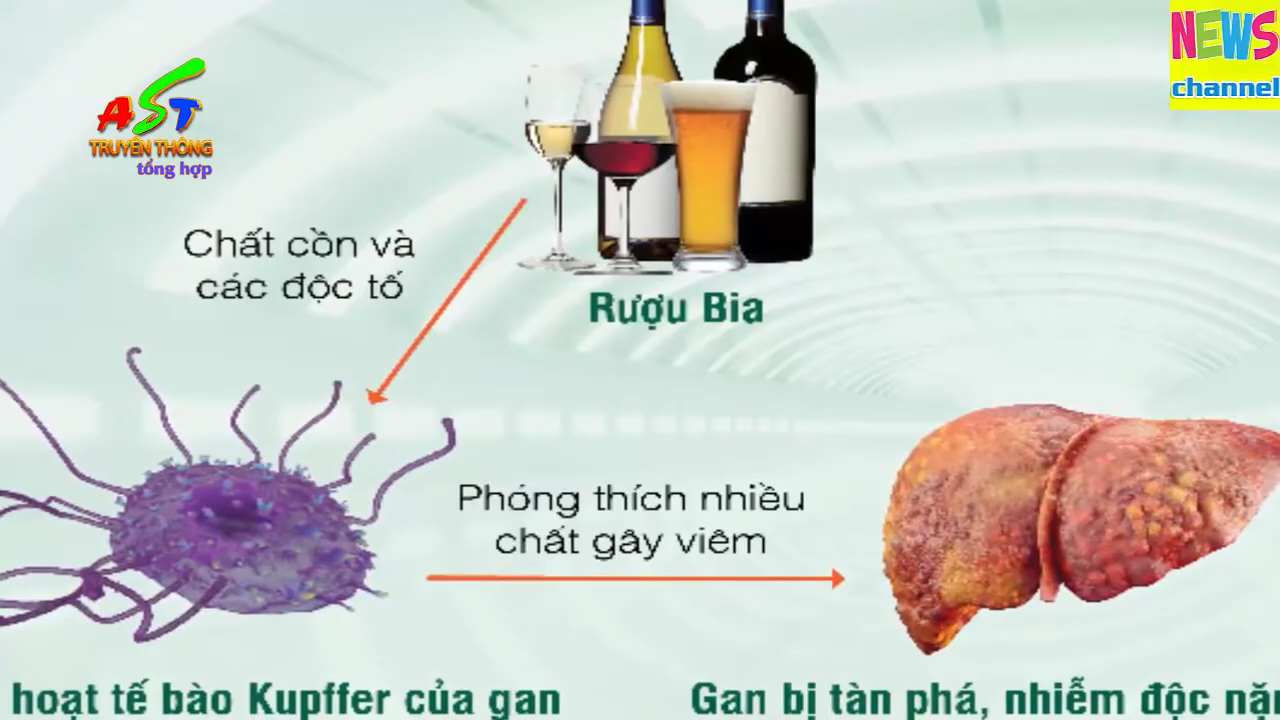 NEWS
channel
AST
TRUYỀN THÔNG
tổng hợp
Chất cồn và
các độc tố
Rượu Bia
Phóng thích nhiều
chất gây viêm
hoạt tế bào Kupffer của gan
Gan bị tàn phá, nhiễm độc